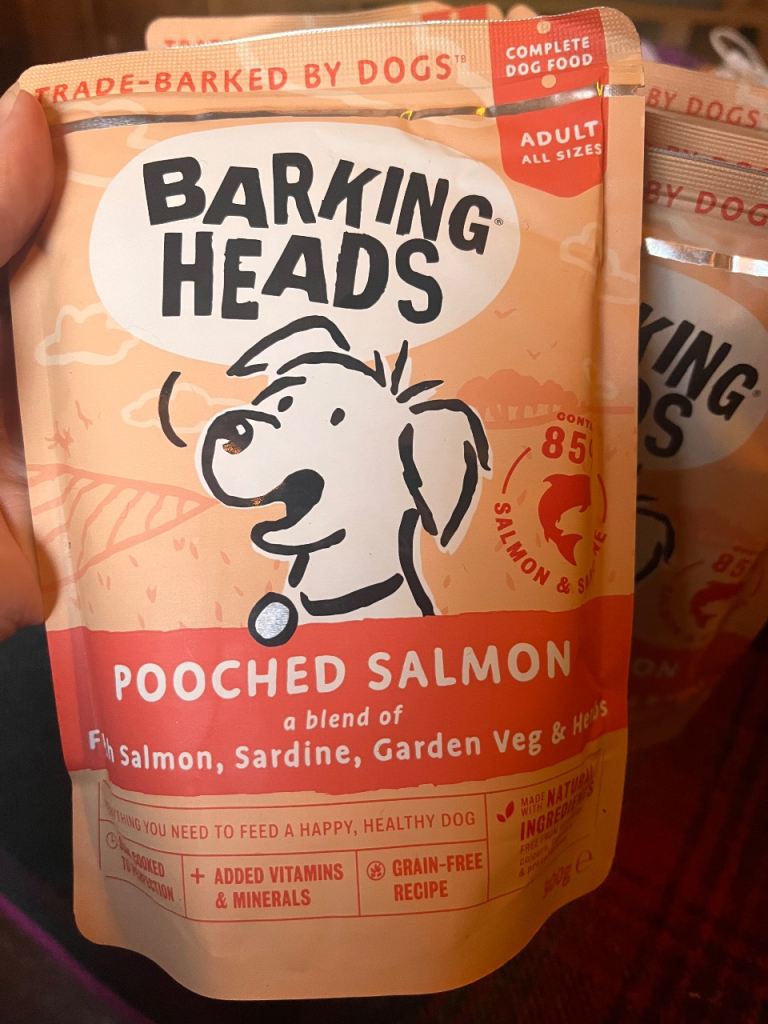 TRADE-BARKED BY DOGS
COMPLETE
DOG FOOD
ADULT
ALL SIZES
BARKING
HEADS®
85
SALMON &
POOCHED SALMON
a blend of
Salmon, Sardine, Garden Veg &
YOU NEED TO FEED A HAPPY, HEALTHY DOG
COOKED
+ ADDED VITAMINS
& MINERALS
GRAIN-FREE
RECIPE
MADE
WITH NATURAL
INGREDIENTS
BY DOGS
BY DOGS
KING
85